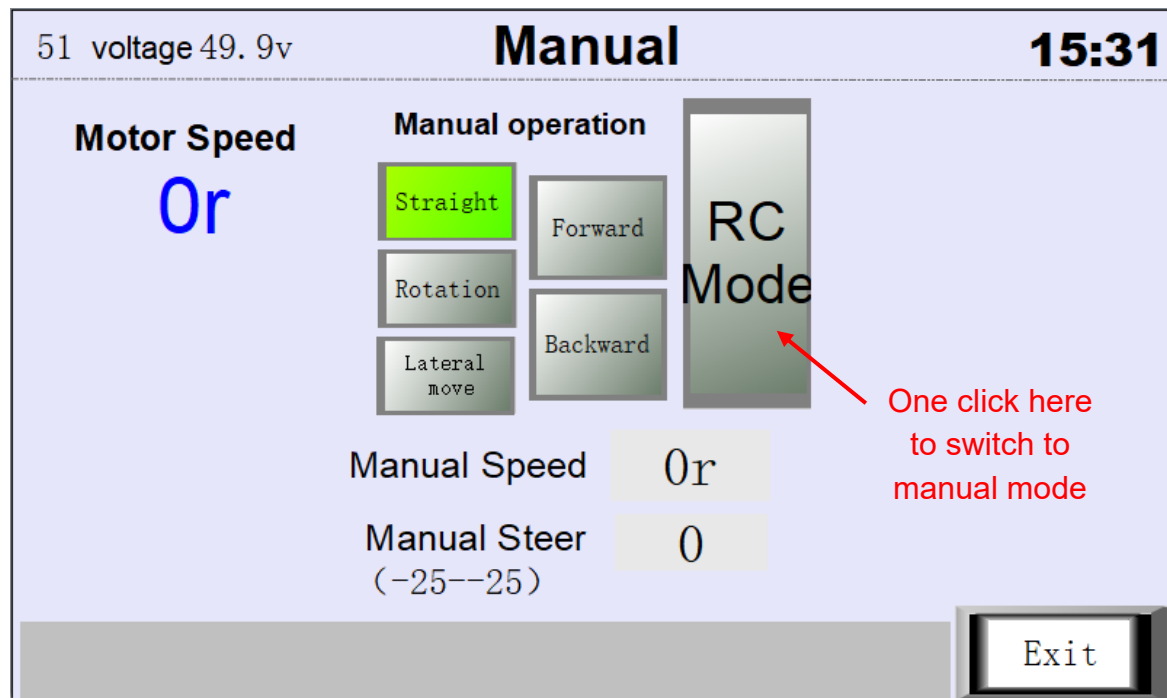 51 voltage 49.9v
Manual
15:31
Motor Speed
0r
Manual operation
Straight
Rotation
Lateral
move
Forward
Backward
RC
Mode
One click here
to switch to
manual mode
Manual Speed 0r
Manual Steer 0
(-25--25)
Exit